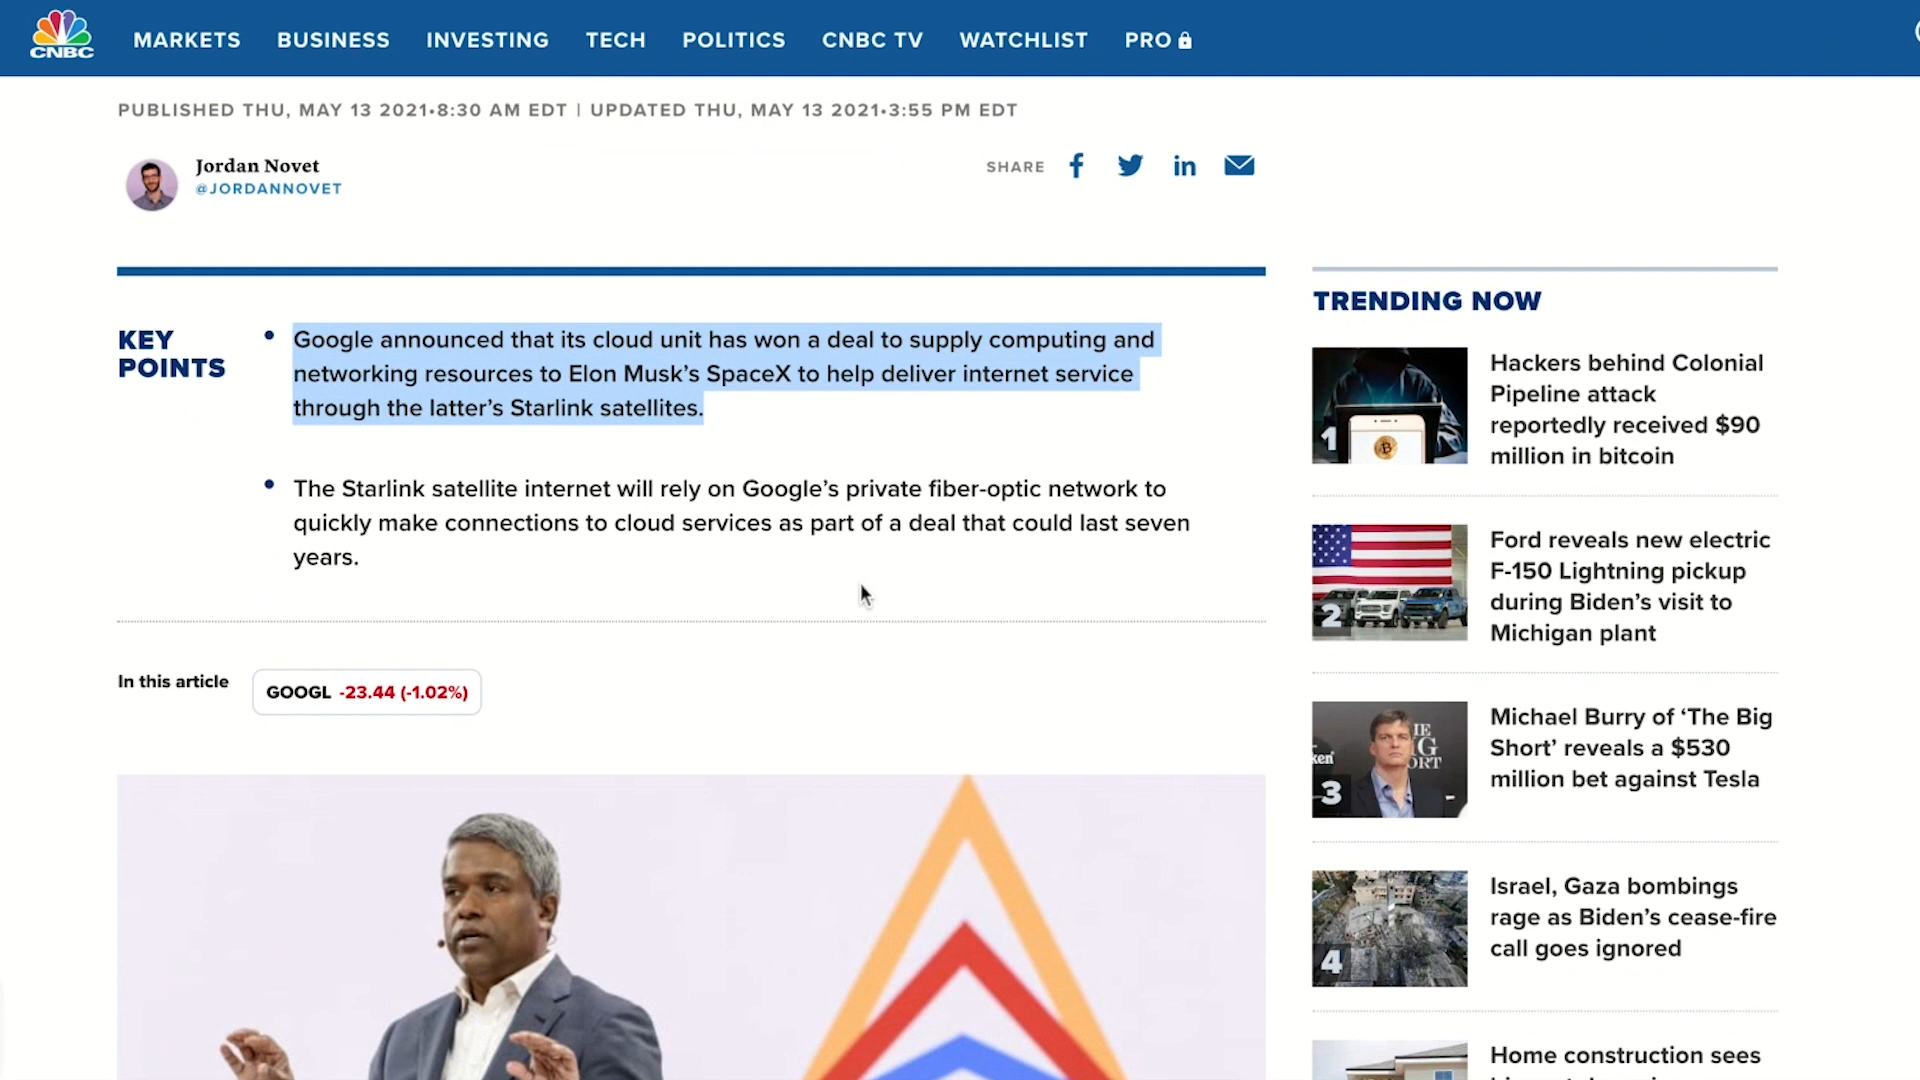 CNBC
MARKETS BUSINESS INVESTING TECH POLITICS CNBC TV WATCHLIST PRO
PUBLISHED THU, MAY 13 2021•8:30 AM EDT | UPDATED THU, MAY 13 2021•3:55 PM EDT
Jordan Novet
@JORDANNOVET
SHARE
KEY
POINTS
Google announced that its cloud unit has won a deal to supply computing and
networking resources to Elon Musk's SpaceX to help deliver internet service
through the latter's Starlink satellites.
The Starlink satellite internet will rely on Google's private fiber-optic network to
quickly make connections to cloud services as part of a deal that could last seven
years.
In this article
GOOGL -23.44 (-1.02%)
TRENDING NOW
1
Hackers behind Colonial
Pipeline attack
reportedly received $90
million in bitcoin
2
Ford reveals new electric
F-150 Lightning pickup
during Biden's visit to
Michigan plant
3
Michael Burry of ‘The Big
Short’ reveals a $530
million bet against Tesla
4
Israel, Gaza bombings
rage as Biden's cease-fire
call goes ignored
Home construction sees